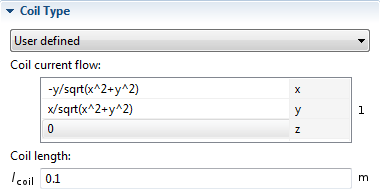 Coil Type
User defined
Coil current flow:
-y/sqrt(x^2+y^2) x
x/sqrt(x^2+y^2) y 1
0 z
Coil length:
lcoil 0.1 m